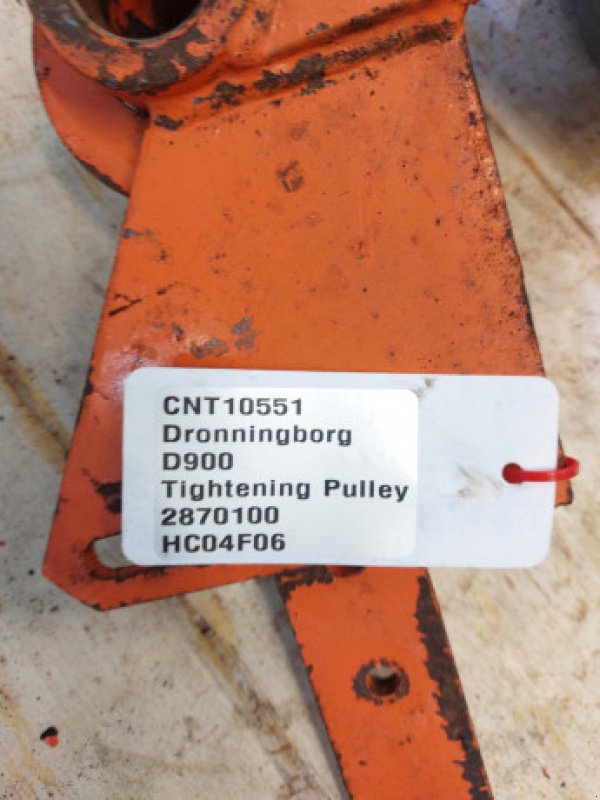 CNT10551
Dronningborg
D900
Tightening Pulley
2870100
HC04F06